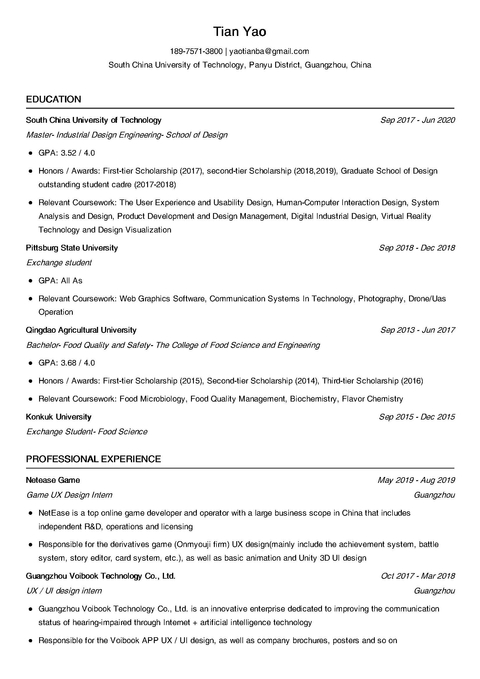 Tian Yao
189-7571-3800 | yaotianba@gmail.com
South China University of Technology, Panyu District, Guangzhou, China
EDUCATION
South China University of Technology Sep 2017 - Jun 2020
Master- Industrial Design Engineering- School of Design
● GPA: 3.52 / 4.0
● Honors / Awards: First-tier Scholarship (2017), second-tier Scholarship (2018,2019), Graduate School of Design
outstanding student cadre (2017-2018)
● Relevant Coursework: The User Experience and Usability Design, Human-Computer Interaction Design, System
Analysis and Design, Product Development and Design Management, Digital Industrial Design, Virtual Reality
Technology and Design Visualization
Pittsburg State University Sep 2018 - Dec 2018
Exchange student
● GPA: All As
● Relevant Coursework: Web Graphics Software, Communication Systems In Technology, Photography, Drone/Uas
Operation
Qingdao Agricultural University Sep 2013 - Jun 2017
Bachelor- Food Quality and Safety- The College of Food Science and Engineering
● GPA: 3.68 / 4.0
● Honors / Awards: First-tier Scholarship (2015), Second-tier Scholarship (2014), Third-tier Scholarship (2016)
● Relevant Coursework: Food Microbiology, Food Quality Management, Biochemistry, Flavor Chemistry
Konkuk University Sep 2015 - Dec 2015
Exchange Student- Food Science
PROFESSIONAL EXPERIENCE
Netease Game May 2019 - Aug 2019
Game UX Design Intern Guangzhou
● NetEase is a top online game developer and operator with a large business scope in China that includes
independent R&D, operations and licensing
● Responsible for the derivatives game (Onmyouji firm) UX design(mainly include the achievement system, battle
system, story editor, card system, etc.), as well as basic animation and Unity 3D UI design
Guangzhou Voibook Technology Co., Ltd. Oct 2017 - Mar 2018
UX / UI design intern Guangzhou
● Guangzhou Voibook Technology Co., Ltd. is an innovative enterprise dedicated to improving the communication
status of hearing-impaired through Internet + artificial intelligence technology
● Responsible for the Voibook APP UX / UI design, as well as company brochures, posters and so on